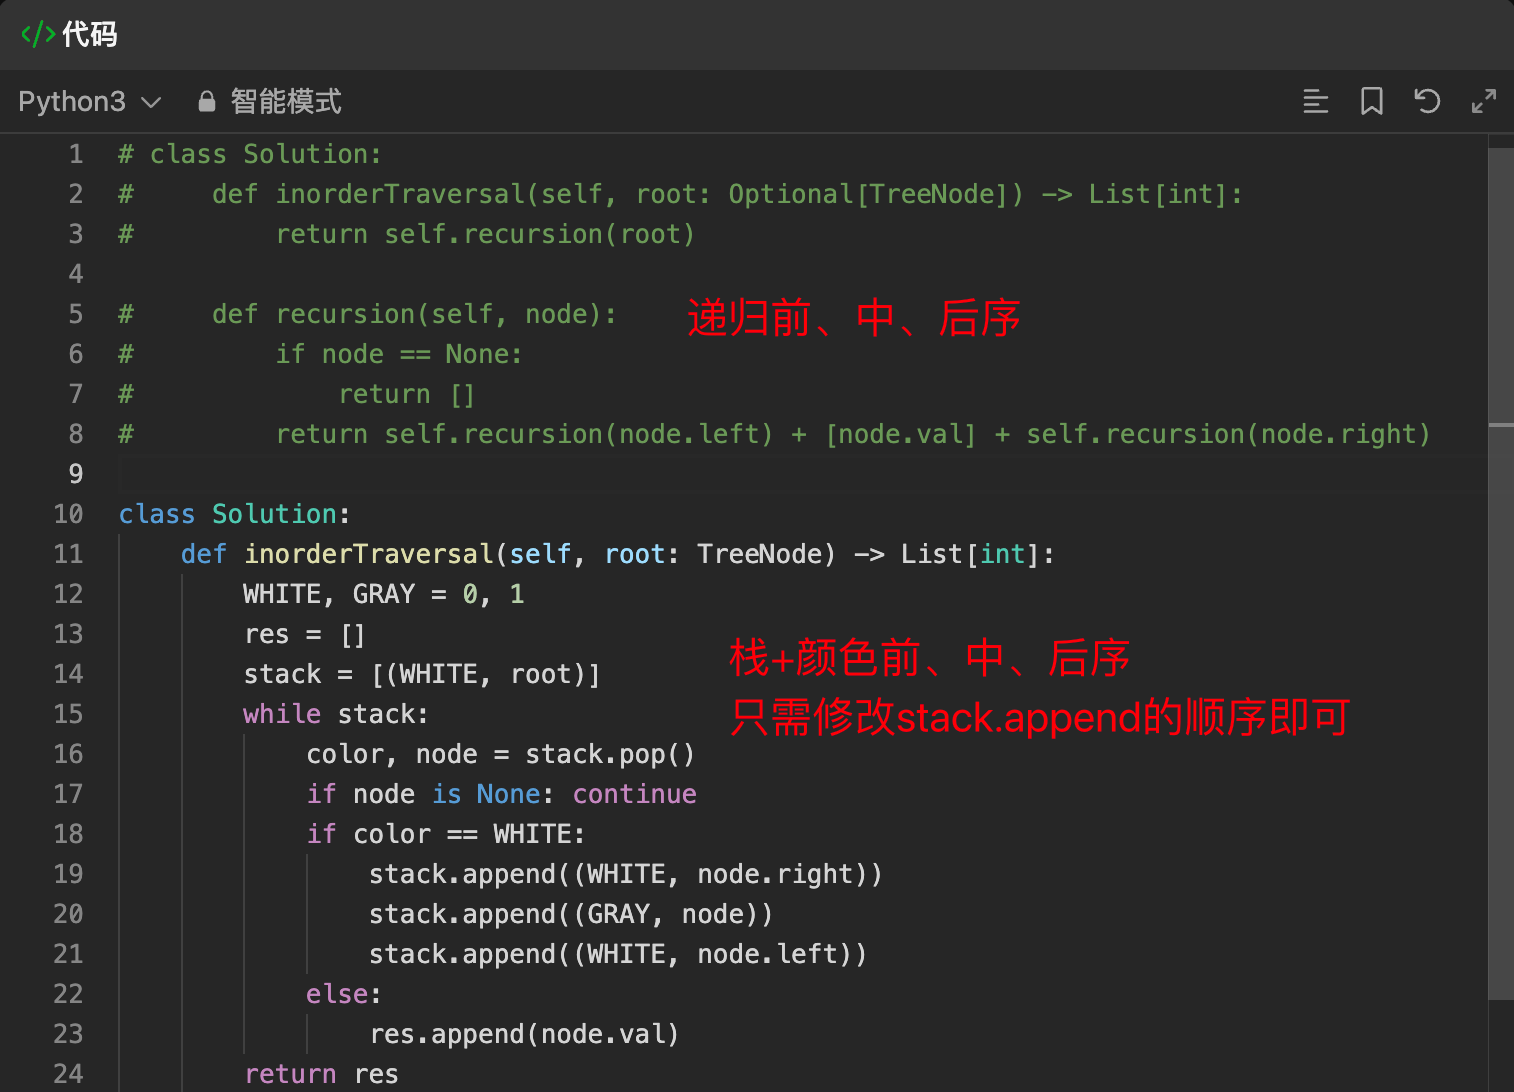 </> 代码
Python3 智能模式
1 # class Solution:
2 #     def inorderTraversal(self, root: Optional[TreeNode]) -> List[int]:
3 #         return self.recursion(root)
4
5 #     def recursion(self, node): 递归前、中、后序
6 #         if node == None:
7 #             return []
8 #         return self.recursion(node.left) + [node.val] + self.recursion(node.right)
9
10 class Solution:
11     def inorderTraversal(self, root: TreeNode) -> List[int]:
12         WHITE, GRAY = 0, 1
13         res = []
栈+颜色前、中、后序
14         stack = [(WHITE, root)]
15         while stack: 只需修改stack.append的顺序即可
16             color, node = stack.pop()
17             if node is None: continue
18             if color == WHITE:
19                 stack.append((WHITE, node.right))
20                 stack.append((GRAY, node))
21                 stack.append((WHITE, node.left))
22             else:
23                 res.append(node.val)
24         return res